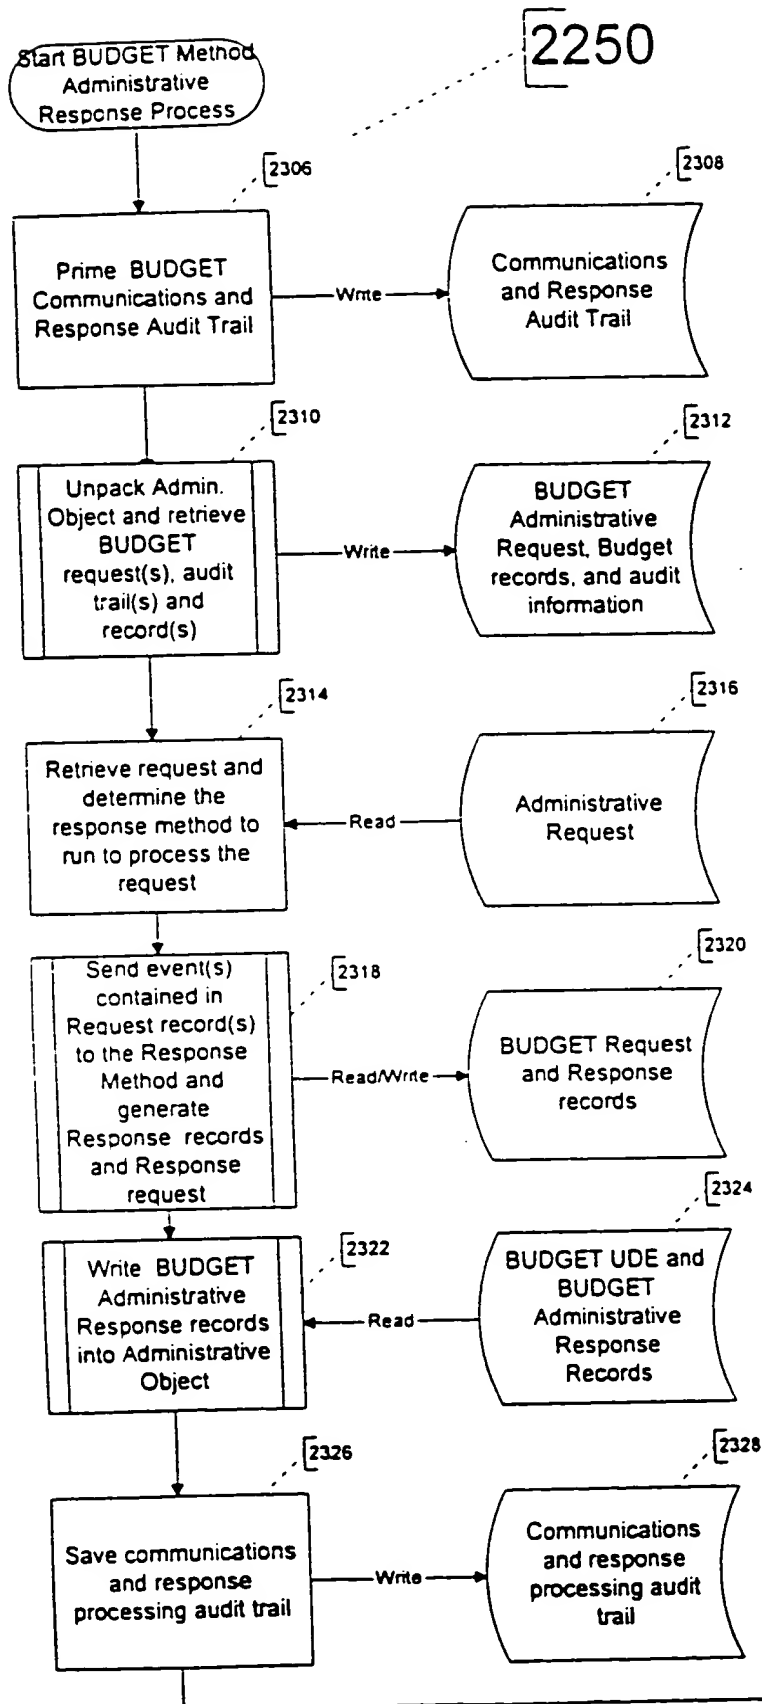 2250
Start BUDGET Method
Administrative
Response Process
2306
2308
Prime BUDGET
Communications and
Response Audit Trail
Write
Communications
and Response
Audit Trail
2310
2312
Unpack Admin.
Object and retrieve
BUDGET
request(s), audit
trail(s) and
record(s)
Write
BUDGET
Administrative
Request, Budget
records, and audit
information
2314
2316
Retrieve request and
determine the
response method to
run to process the
request
Read
Administrative
Request
2318
2320
Send event(s)
contained in
Request record(s)
to the Response
Method and
generate
Response records
and Response
request
Read/Write
BUDGET Request
and Response
records
2322
2324
Write BUDGET
Administrative
Response records
into Administrative
Object
Read
BUDGET UDE and
BUDGET
Administrative
Response
Records
2326
2328
Save communications
and response
processing audit trail
Write
Communications
and response
processing audit
trail